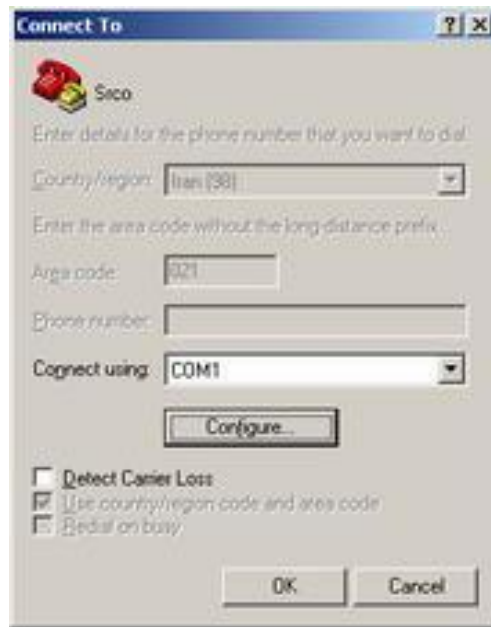 Connect To
Srco
Enter details for the phone number that you want to dial:
Country/region: Iran (98)
Enter the area code without the long-distance prefix.
Area code: 021
Phone number:
Connect using: COM1
Configure...
Detect Carrier Loss
Use country/region code and area code
Redial on busy
OK Cancel